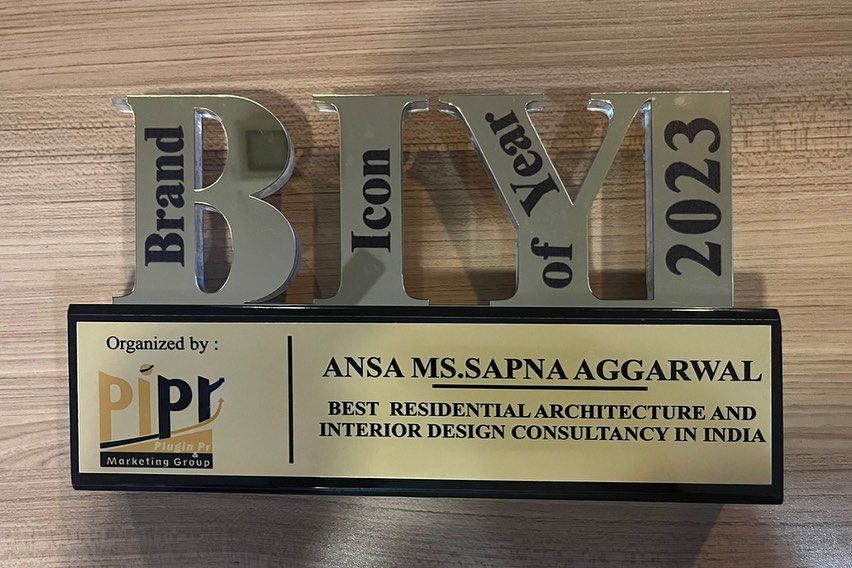 BIY
Brand
Icon
of Year
2023
Organized by :
pipr
Plugin Pr
&
Marketing Group
ANSA MS.SAPNA AGGARWAL
BEST RESIDENTIAL ARCHITECTURE AND
INTERIOR DESIGN CONSULTANCY IN INDIA